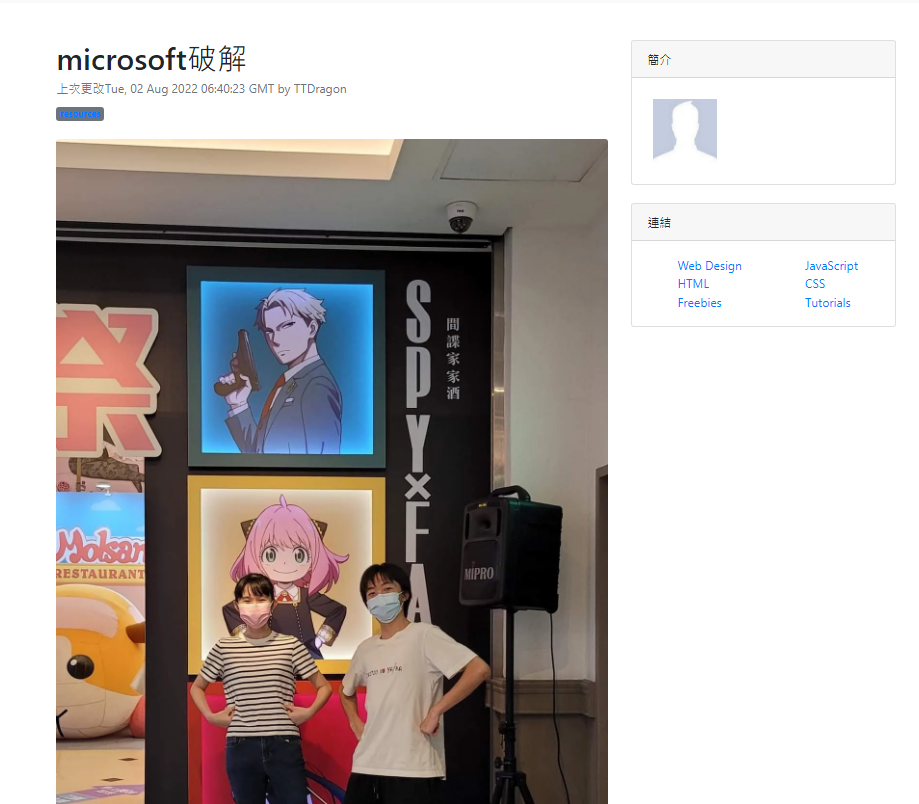 microsoft破解
上次更改Tue, 02 Aug 2022 06:40:23 GMT by TTDragon
resources
祭
SPY×FA
間諜家家酒
Molsan
RESTAURANT
MIPRO
簡介
連結
Web Design
JavaScript
HTML
CSS
Freebies
Tutorials